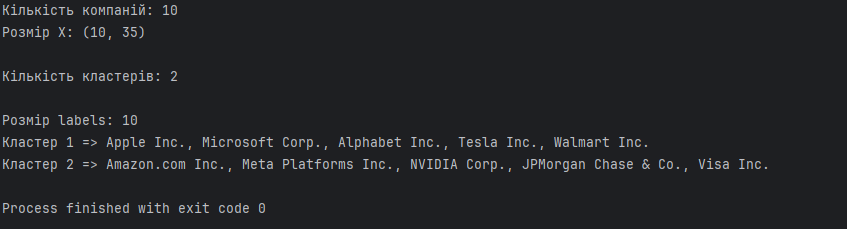 Кількість компаній: 10
Розмір X: (10, 35)
Кількість кластерів: 2
Розмір labels: 10
Кластер 1 => Apple Inc., Microsoft Corp., Alphabet Inc., Tesla Inc., Walmart Inc.
Кластер 2 => Amazon.com Inc., Meta Platforms Inc., NVIDIA Corp., JPMorgan Chase & Co., Visa Inc.
Process finished with exit code 0